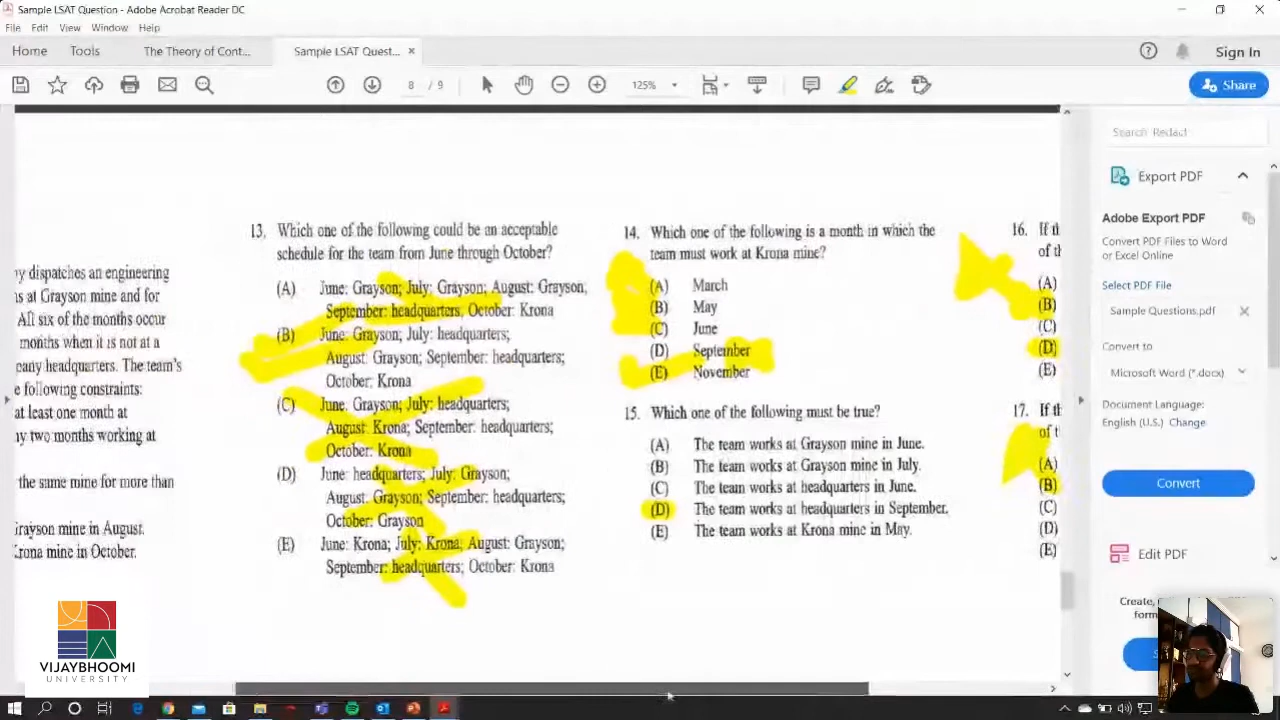 Sample LSAT Question - Adobe Acrobat Reader DC
File Edit View Window Help
Home Tools The Theory of Cont... Sample LSAT Quest... × Sign In
8 / 9 125% Share
Search Redact
Export PDF
Adobe Export PDF
Convert PDF Files to Word
or Excel Online
Select PDF File
Sample Questions.pdf
Convert to
Microsoft Word (*.docx)
Document Language:
English (U.S.) Change
Convert
Edit PDF
Create,
form
y dispatches an engineering
s at Grayson mine and for
All six of the months occur
months when it is not at a
pany headquarters. The team's
e following constraints:
at least one month at
ny two months working at
the same mine for more than
Grayson mine in August.
Krona mine in October.
13. Which one of the following could be an acceptable
schedule for the team from June through October?
(A) June: Grayson; July: Grayson; August: Grayson;
September: headquarters, October: Krona
(B) June: Grayson; July: headquarters;
August: Grayson; September: headquarters;
October: Krona
(C) June: Grayson; July: headquarters;
August: Krona; September: headquarters;
October: Krona
(D) June: headquarters; July: Grayson;
August: Grayson; September: headquarters;
October: Grayson
(E) June: Krona; July: Krona; August: Grayson;
September: headquarters; October: Krona
14. Which one of the following is a month in which the
team must work at Krona mine?
(A) March
(B) May
(C) June
(D) September
(E) November
15. Which one of the following must be true?
(A) The team works at Grayson mine in June.
(B) The team works at Grayson mine in July.
(C) The team works at headquarters in June.
(D) The team works at headquarters in September.
(E) The team works at Krona mine in May.
16. If th
of th
(A)
(B)
(C)
(D)
(E)
17. If th
of t
(A)
(B)
(C)
(D)
(E)
VIJAYBHOOMI
UNIVERSITY